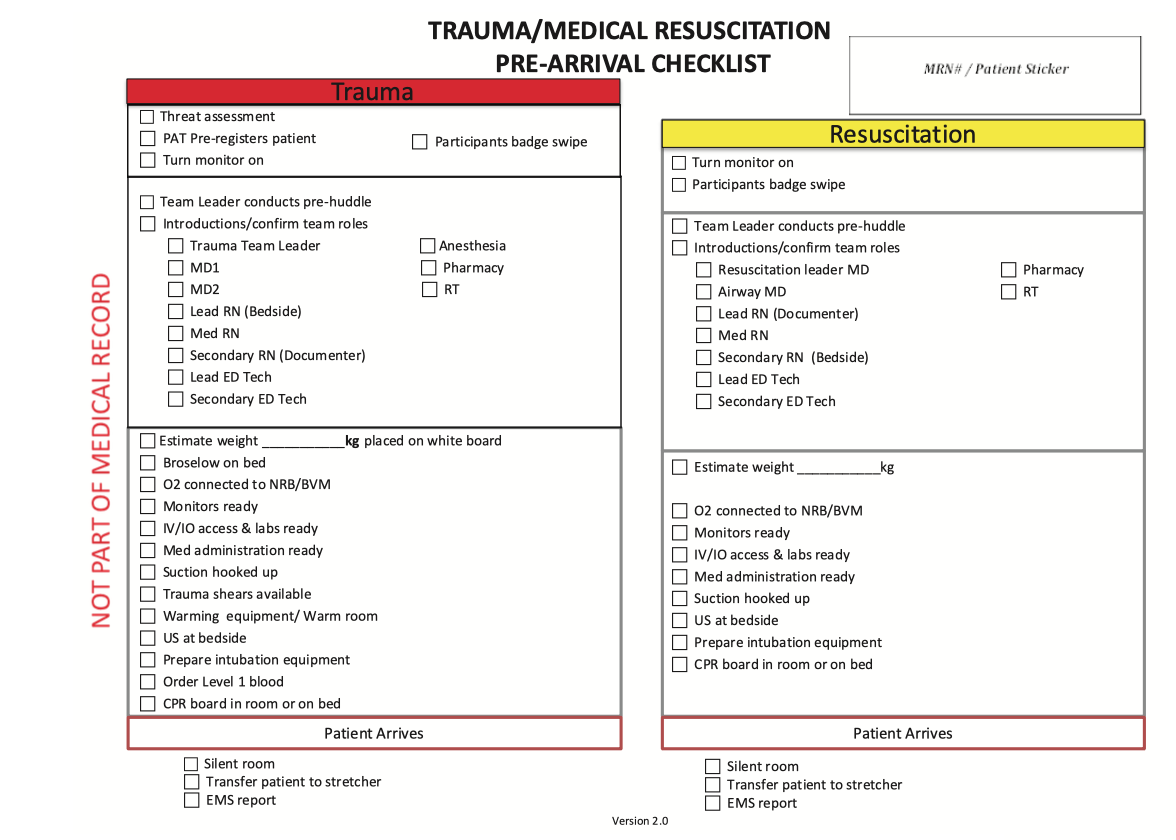 TRAUMA/MEDICAL RESUSCITATION
PRE-ARRIVAL CHECKLIST
MRN# / Patient Sticker
NOT PART OF MEDICAL RECORD
Trauma
Threat assessment
PAT Pre-registers patient
Participants badge swipe
Turn monitor on
Team Leader conducts pre-huddle
Introductions/confirm team roles
Trauma Team Leader
Anesthesia
MD1
Pharmacy
MD2
RT
Lead RN (Bedside)
Med RN
Secondary RN (Documenter)
Lead ED Tech
Secondary ED Tech
Estimate weight ___________kg placed on white board
Broselow on bed
O2 connected to NRB/BVM
Monitors ready
IV/IO access & labs ready
Med administration ready
Suction hooked up
Trauma shears available
Warming equipment/ Warm room
US at bedside
Prepare intubation equipment
Order Level 1 blood
CPR board in room or on bed
Patient Arrives
Silent room
Transfer patient to stretcher
EMS report
Resuscitation
Turn monitor on
Participants badge swipe
Team Leader conducts pre-huddle
Introductions/confirm team roles
Resuscitation leader MD
Pharmacy
Airway MD
RT
Lead RN (Documenter)
Med RN
Secondary RN (Bedside)
Lead ED Tech
Secondary ED Tech
Estimate weight ___________kg
O2 connected to NRB/BVM
Monitors ready
IV/IO access & labs ready
Med administration ready
Suction hooked up
US at bedside
Prepare intubation equipment
CPR board in room or on bed
Patient Arrives
Silent room
Transfer patient to stretcher
EMS report
Version 2.0